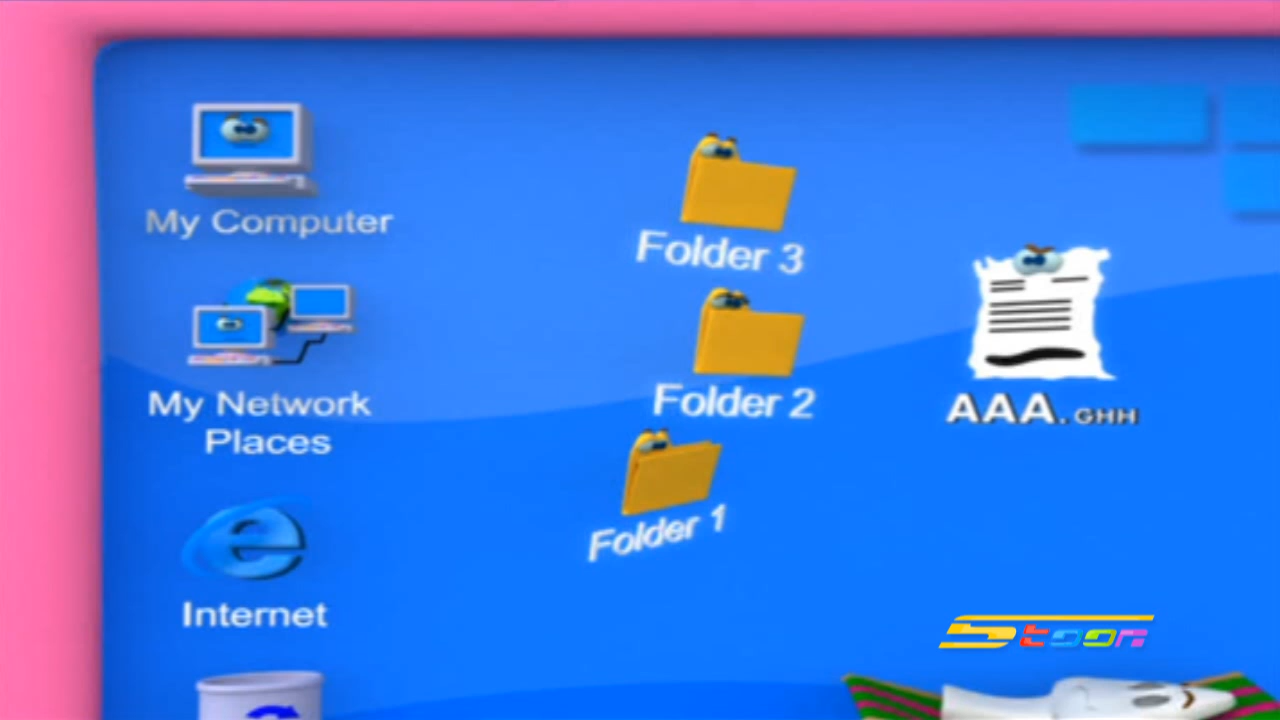 My Computer
My Network
Places
Internet
Folder 3
Folder 2
Folder 1
AAA.GHH
5toon